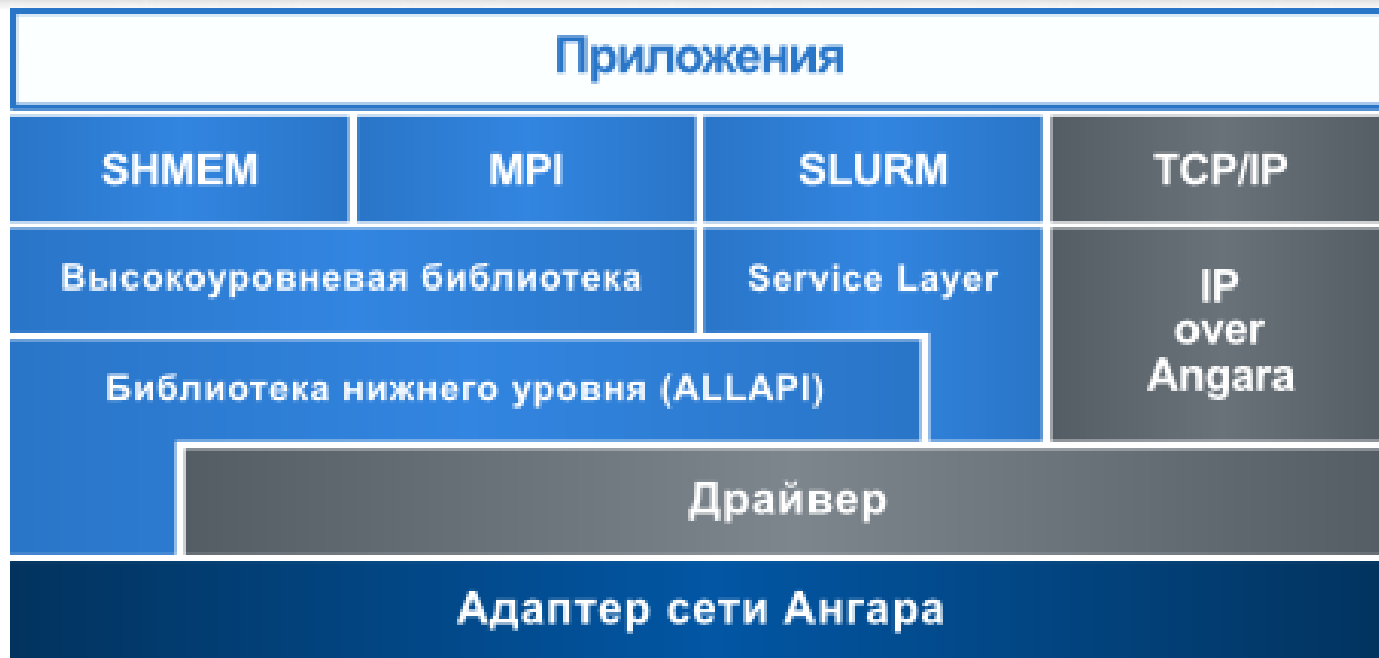 Приложения
SHMEM
MPI
SLURM
TCP/IP
Высокоуровневая библиотека
Service Layer
IP
over
Angara
Библиотека нижнего уровня (ALLAPI)
Драйвер
Адаптер сети Ангара